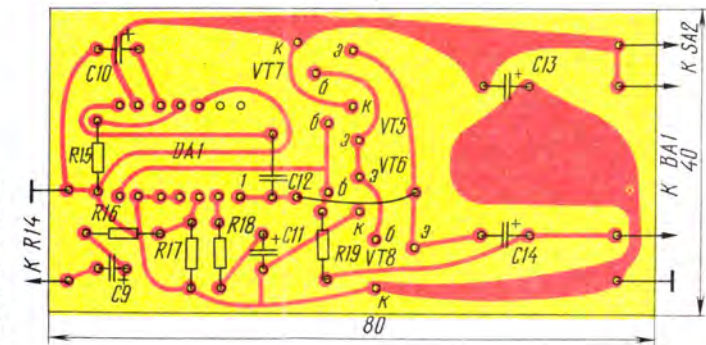 к
э
К SA2
C10
+
VT7
+
C13
б
к
б
э
VT5
К BA1
40
R15
DA1
э
VT6
1
C12
б
R16
к
C11
+
К R14
R17
R18
R19
б
VT8
э
+
C14
C9
+
к
80